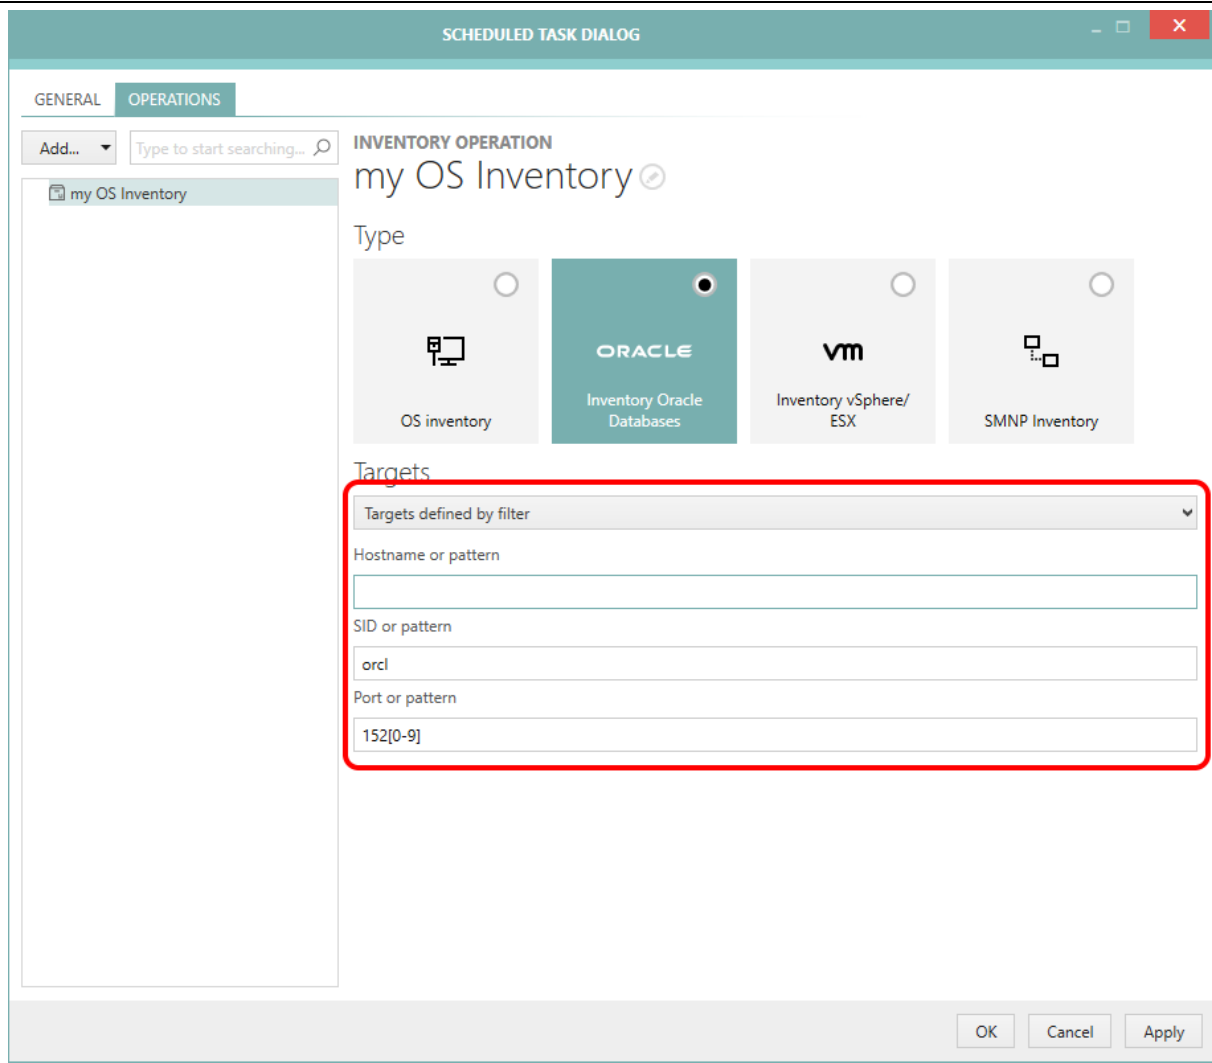 SCHEDULED TASK DIALOG
GENERAL
OPERATIONS
Add...
Type to start searching...
my OS Inventory
INVENTORY OPERATION
my OS Inventory
Type
OS inventory
ORACLE
Inventory Oracle
Databases
vm
Inventory vSphere/
ESX
SMNP Inventory
Targets
Targets defined by filter
Hostname or pattern
SID or pattern
orcl
Port or pattern
152[0-9]
OK
Cancel
Apply